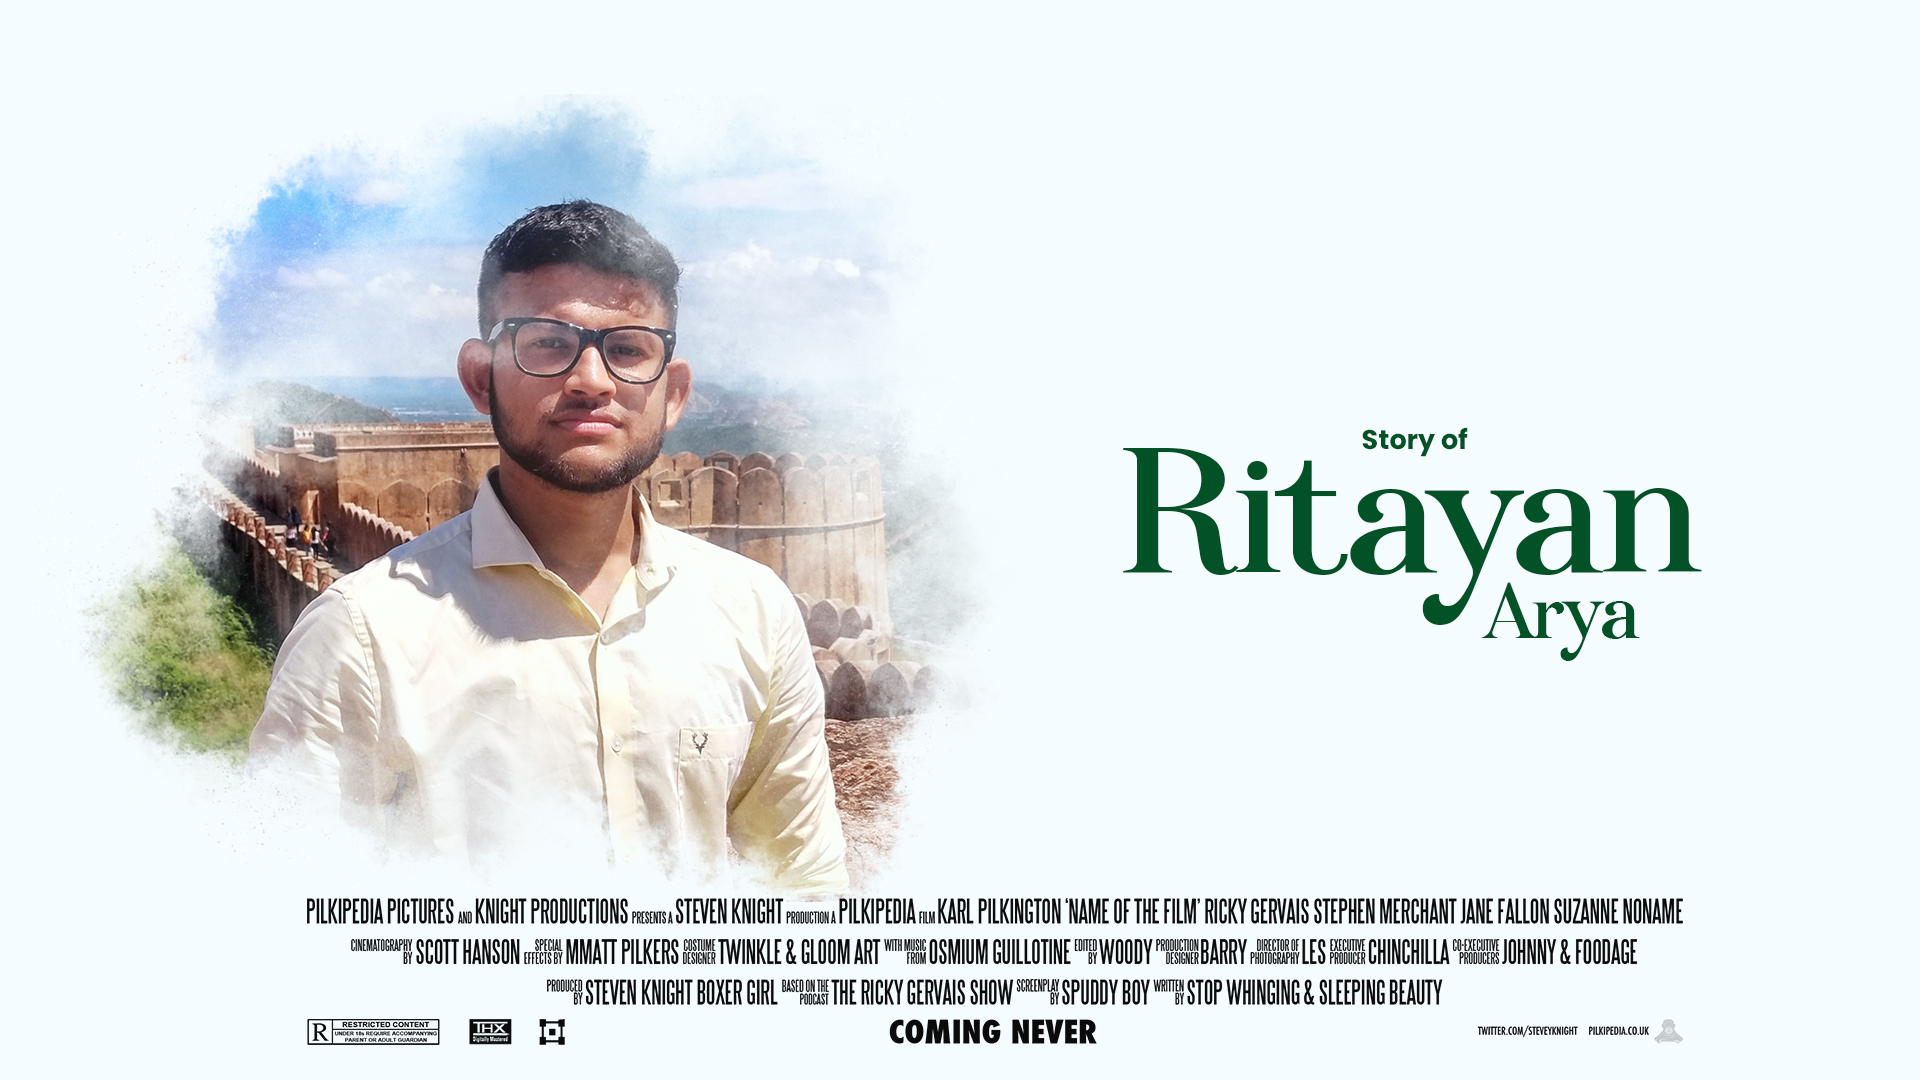 Story of
Ritayan
Arya
PILKIPEDIA PICTURES AND KNIGHT PRODUCTIONS PRESENTS A STEVEN KNIGHT PRODUCTION A PILKIPEDIA FILM KARL PILKINGTON ‘NAME OF THE FILM’ RICKY GERVAIS STEPHEN MERCHANT JANE FALLON SUZANNE NONAME
CINEMATOGRAPHY BY SCOTT HANSON SPECIAL EFFECTS BY MMATT PILKERS COSTUME DESIGNER TWINKLE & GLOOM ART WITH MUSIC FROM OSMIUM GUILLOTINE EDITED BY WOODY PRODUCTION DESIGNER BARRY DIRECTOR OF PHOTOGRAPHY LES EXECUTIVE PRODUCER CHINCHILLA CO-EXECUTIVE PRODUCERS JOHNNY & FOODAGE
PRODUCED BY STEVEN KNIGHT BOXER GIRL BASED ON THE PODCAST THE RICKY GERVAIS SHOW SCREENPLAY BY SPUDDY BOY WRITTEN BY STOP WHINGING & SLEEPING BEAUTY
R RESTRICTED CONTENT
UNDER 18s REQUIRE ACCOMPANYING
PARENT OR ADULT GUARDIAN
THX
Digitally Mastered
COMING NEVER
TWITTER.COM/STEVEYKNIGHT PILKIPEDIA.CO.UK